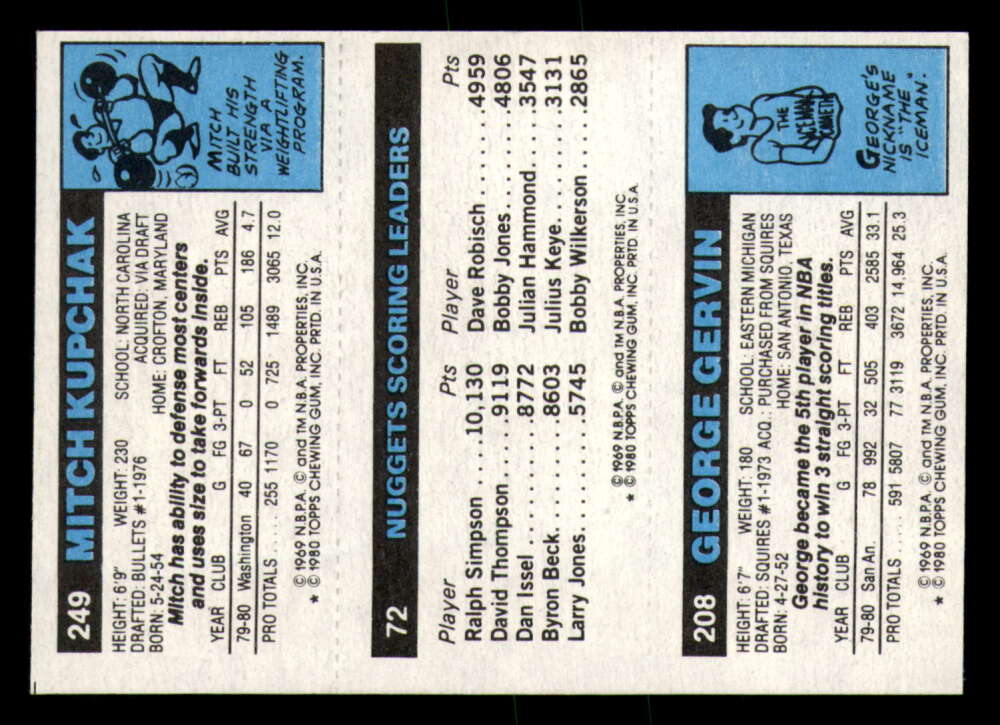 249 MITCH KUPCHAK
HEIGHT: 6'9" WEIGHT: 230 SCHOOL: NORTH CAROLINA
DRAFTED: BULLETS #1-1976 ACQUIRED: VIA DRAFT
BORN: 5-24-54 HOME: CROFTON, MARYLAND
Mitch has ability to defense most centers
and uses size to take forwards inside.
YEAR CLUB G FG 3-PT FT REB PTS AVG
79-80 Washington 40 67 0 52 105 186 4.7
PRO TOTALS .... 255 1170 0 725 1489 3065 12.0
© 1969 N.B.P.A. © and TM N.B.A. PROPERTIES, INC.
* © 1980 TOPPS CHEWING GUM, INC. PRTD. IN U.S.A.
MITCH
BUILT HIS
STRENGTH
VIA A
WEIGHTLIFTING
PROGRAM.
72 NUGGETS SCORING LEADERS
Player Pts Player Pts
Ralph Simpson ....10,130 Dave Robisch ......4959
David Thompson...9119 Bobby Jones.......4806
Dan Issel ..........8772 Julian Hammond....3547
Byron Beck........8603 Julius Keye........3131
Larry Jones........5745 Bobby Wilkerson ...2865
© 1969 N.B.P.A. © and TM N.B.A. PROPERTIES, INC.
* © 1980 TOPPS CHEWING GUM, INC. PRTD. IN U.S.A.
208 GEORGE GERVIN
HEIGHT: 6'7" WEIGHT: 180 SCHOOL: EASTERN MICHIGAN
DRAFTED: SQUIRES #1-1973 ACQ.: PURCHASED FROM SQUIRES
BORN: 4-27-52 HOME: SAN ANTONIO, TEXAS
George became the 5th player in NBA
history to win 3 straight scoring titles.
YEAR CLUB G FG 3-PT FT REB PTS AVG
79-80 San An. 78 992 32 505 403 2585 33.1
PRO TOTALS .... 591 5807 77 3119 3672 14,964 25.3
© 1969 N.B.P.A. © and TM N.B.A. PROPERTIES, INC.
* © 1980 TOPPS CHEWING GUM, INC. PRTD. IN U.S.A.
THE
ICEMAN
COMETH
GEORGE'S
NICKNAME
IS "THE
ICEMAN."